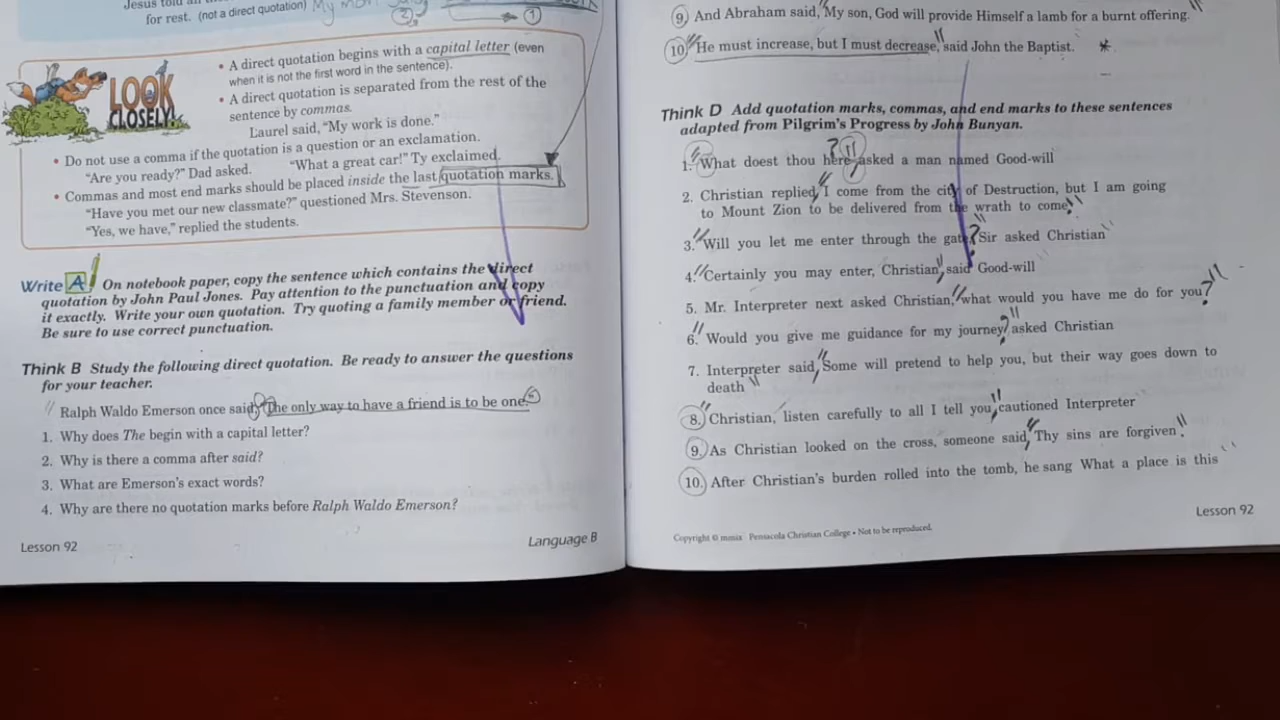 Jesus told
for rest. (not a direct quotation) My mom
2 1
LOOK CLOSELY!
• A direct quotation begins with a capital letter (even
when it is not the first word in the sentence).
• A direct quotation is separated from the rest of the
sentence by commas.
Laurel said, “My work is done.”
• Do not use a comma if the quotation is a question or an exclamation.
“Are you ready?” Dad asked. “What a great car!” Ty exclaimed.
• Commas and most end marks should be placed inside the last quotation marks.
“Have you met our new classmate?” questioned Mrs. Stevenson.
“Yes, we have,” replied the students.
Write A On notebook paper, copy the sentence which contains the direct
quotation by John Paul Jones. Pay attention to the punctuation and copy
it exactly. Write your own quotation. Try quoting a family member or friend.
Be sure to use correct punctuation.
Think B Study the following direct quotation. Be ready to answer the questions
for your teacher.
" Ralph Waldo Emerson once said, “The only way to have a friend is to be one.”
1. Why does The begin with a capital letter?
2. Why is there a comma after said?
3. What are Emerson’s exact words?
4. Why are there no quotation marks before Ralph Waldo Emerson?
Lesson 92 Language B
9. And Abraham said, "My son, God will provide Himself a lamb for a burnt offering."
10. "He must increase, but I must decrease," said John the Baptist. *
Think D Add quotation marks, commas, and end marks to these sentences
adapted from Pilgrim’s Progress by John Bunyan.
1. "What doest thou here?" asked a man named Good-will
2. Christian replied, "I come from the city of Destruction, but I am going
to Mount Zion to be delivered from the wrath to come."
3. "Will you let me enter through the gate?" Sir asked Christian"
4. "Certainly you may enter, Christian," said Good-will
5. Mr. Interpreter next asked Christian, "what would you have me do for you?"
6. "Would you give me guidance for my journey?" asked Christian
7. Interpreter said, "Some will pretend to help you, but their way goes down to
death"
8. "Christian, listen carefully to all I tell you," cautioned Interpreter
9. As Christian looked on the cross, someone said, "Thy sins are forgiven."
10. After Christian’s burden rolled into the tomb, he sang What a place is this"
Lesson 92
Copyright © mmix Pensacola Christian College • Not to be reproduced.